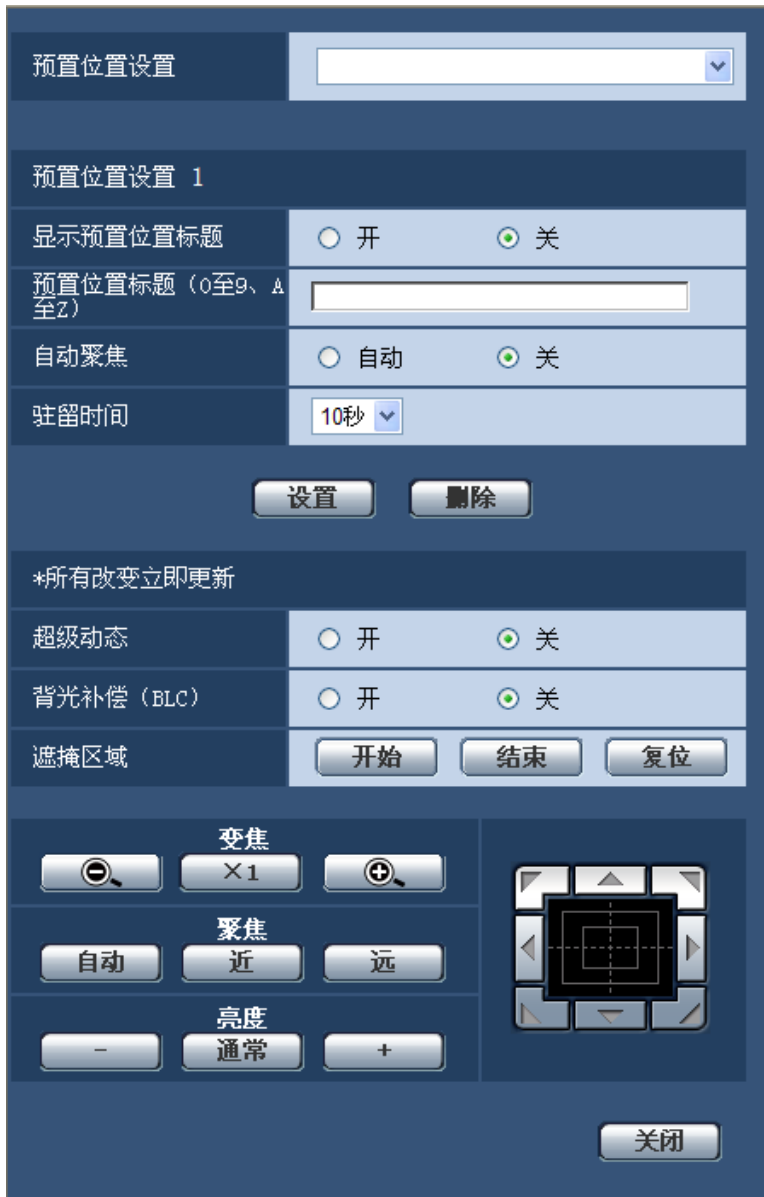 预置位置设置
预置位置设置 1
显示预置位置标题
开 关
预置位置标题（0至9、A
至Z）
自动聚焦
自动 关
驻留时间
10秒
设置 删除
*所有改变立即更新
超级动态
开 关
背光补偿（BLC）
开 关
遮掩区域
开始 结束 复位
变焦
×1
聚焦
自动 近 远
亮度
- 通常 +
关闭